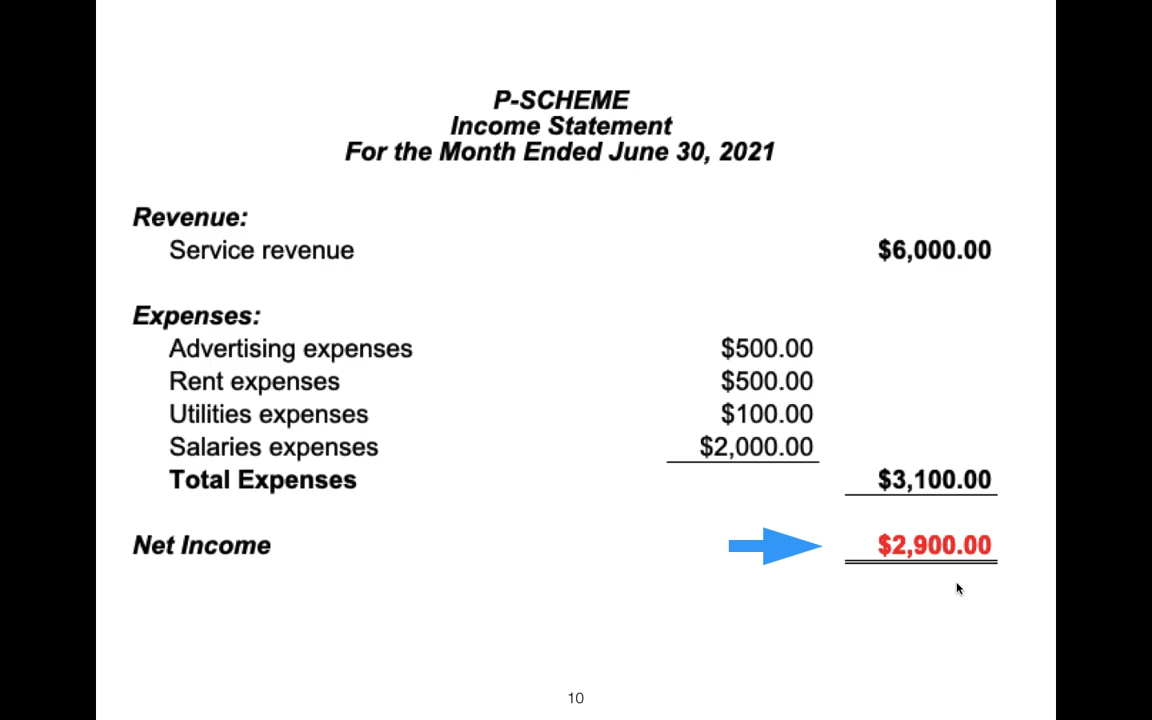 P-SCHEME
Income Statement
For the Month Ended June 30, 2021
Revenue:
Service revenue $6,000.00
Expenses:
Advertising expenses $500.00
Rent expenses $500.00
Utilities expenses $100.00
Salaries expenses $2,000.00
Total Expenses $3,100.00
Net Income $2,900.00
10